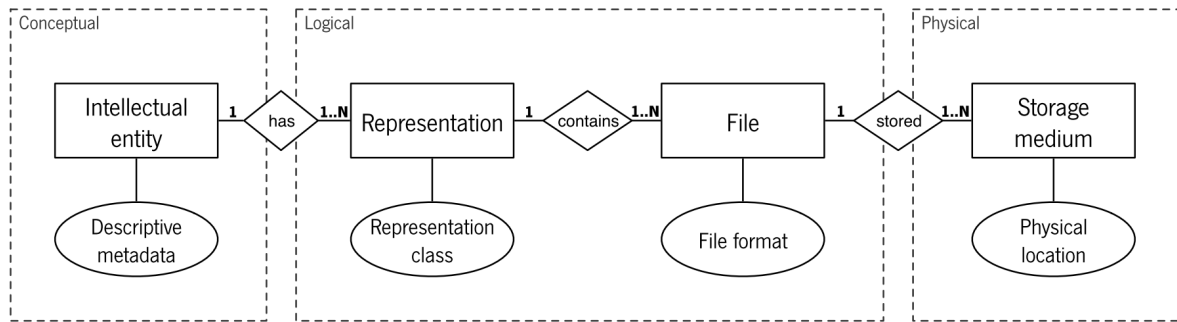 Conceptual
Logical
Physical
Intellectual
entity
1
has
1..N
Representation
1
contains
1..N
File
1
stored
1..N
Storage
medium
Descriptive
metadata
Representation
class
File format
Physical
location